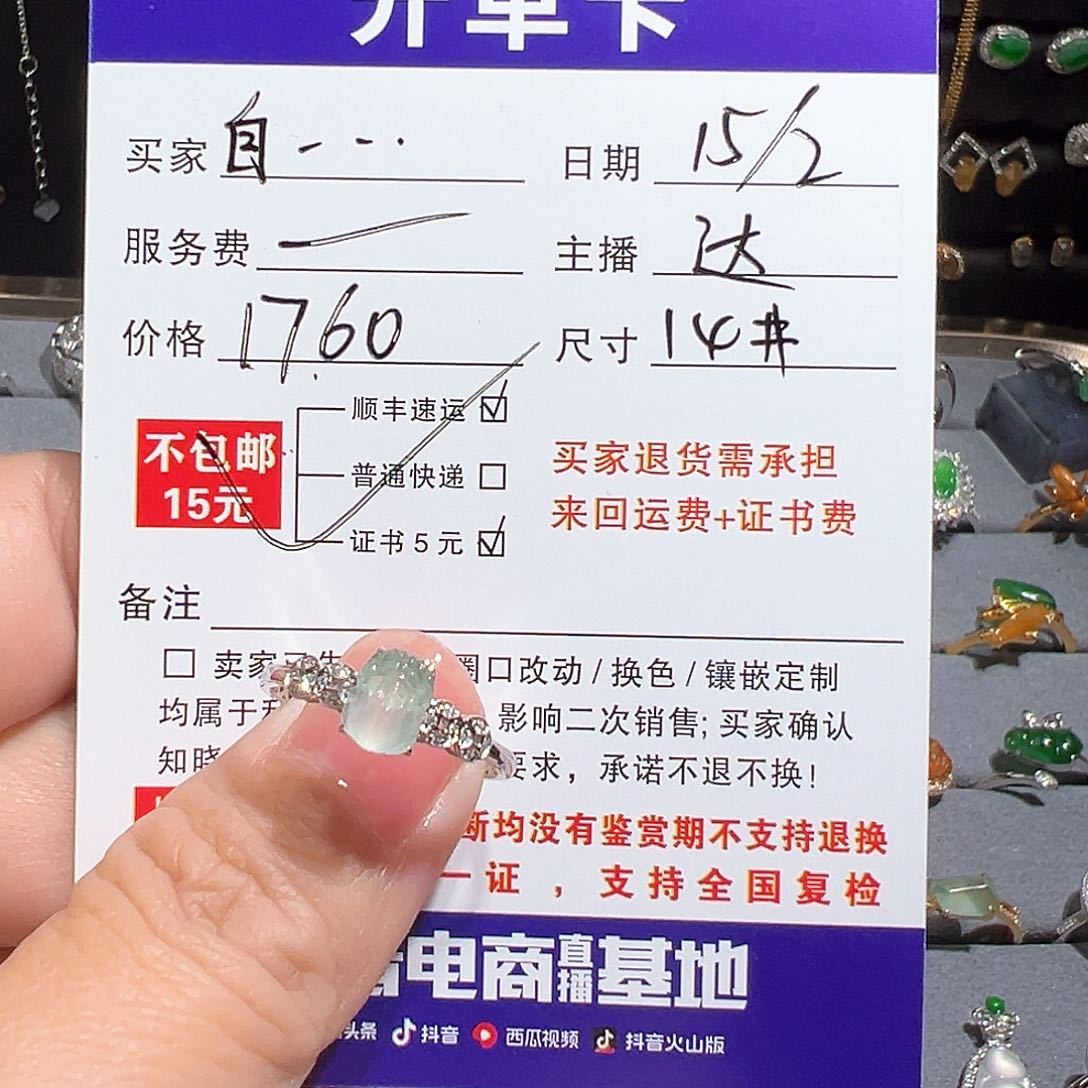 开单卡
买家 自 - - - 日期 15/2
服务费 主播 达
价格 1760 尺寸 14#
顺丰速运 ☑
不包邮 普通快递 □
15元
证书5元 ☑
买家退货需承担
来回运费+证书费
备注
□ 卖家 圈口改动/换色/镶嵌定制
均属于 影响二次销售;买家确认
知晓 要求，承诺不退不换!
断均没有鉴赏期不支持退换
一证，支持全国复检
电商直播基地
头条 抖音 西瓜视频 抖音火山版